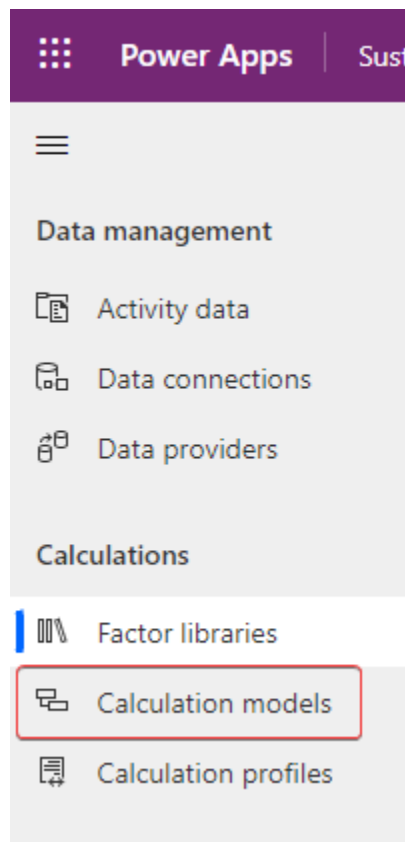 Power Apps
Data management
Activity data
Data connections
Data providers
Calculations
Factor libraries
Calculation models
Calculation profiles